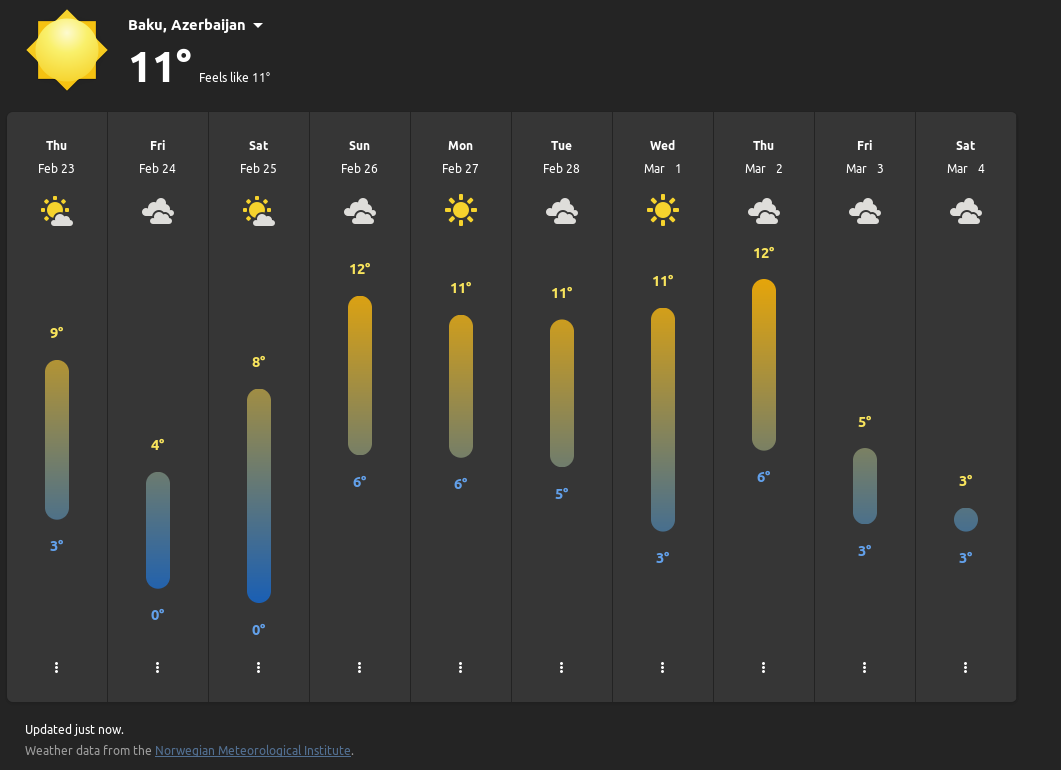 Baku, Azerbaijan
11° Feels like 11°
Thu Fri Sat Sun Mon Tue Wed Thu Fri Sat
Feb 23 Feb 24 Feb 25 Feb 26 Feb 27 Feb 28 Mar 1 Mar 2 Mar 3 Mar 4
9° 4° 8° 12° 11° 11° 11° 12° 5° 3°
3° 0° 0° 6° 6° 5° 3° 6° 3° 3°
Updated just now.
Weather data from the Norwegian Meteorological Institute.